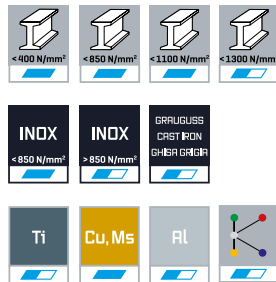 <400 N/mm² <850 N/mm² <1100 N/mm² <1300 N/mm
INOX INOX GRAUGUSS
CAST IRON
GHISA GRIGIA
<850 N/mm² >850 N/mm²
Ti Cu, Ms Al